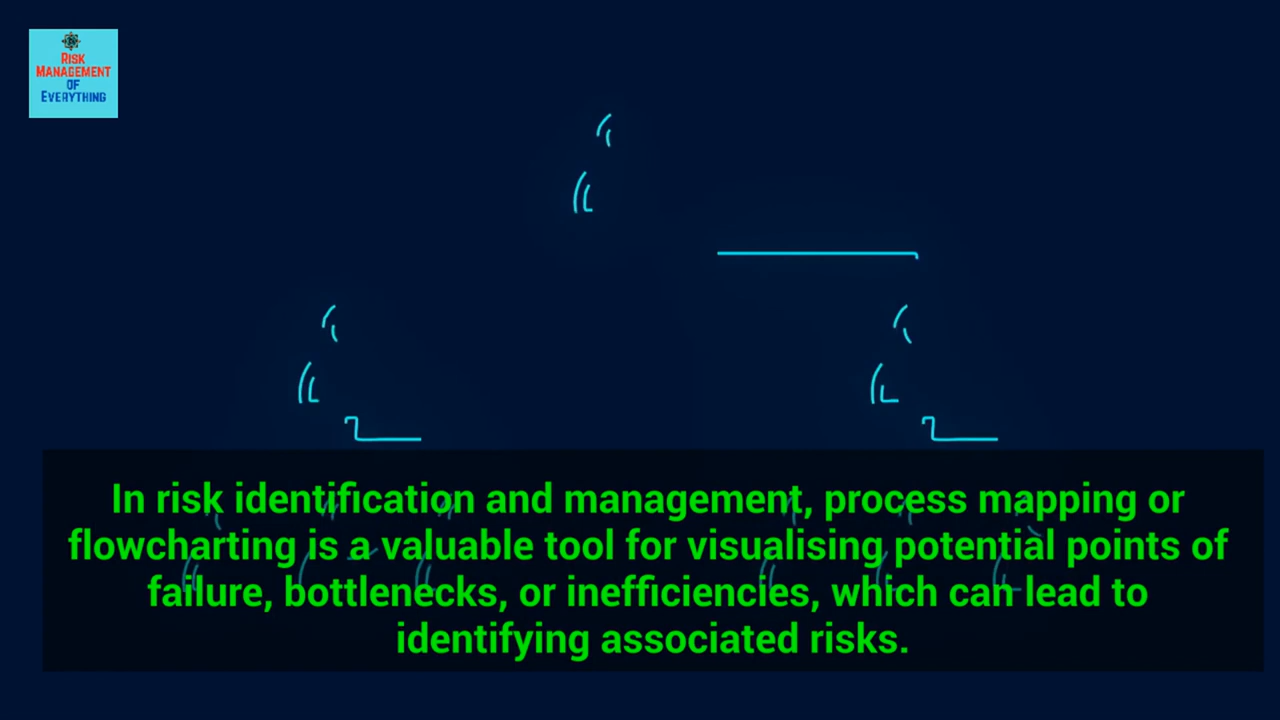 RISK
MANAGEMENT
OF
EVERYTHING
In risk identification and management, process mapping or
flowcharting is a valuable tool for visualising potential points of
failure, bottlenecks, or inefficiencies, which can lead to
identifying associated risks.